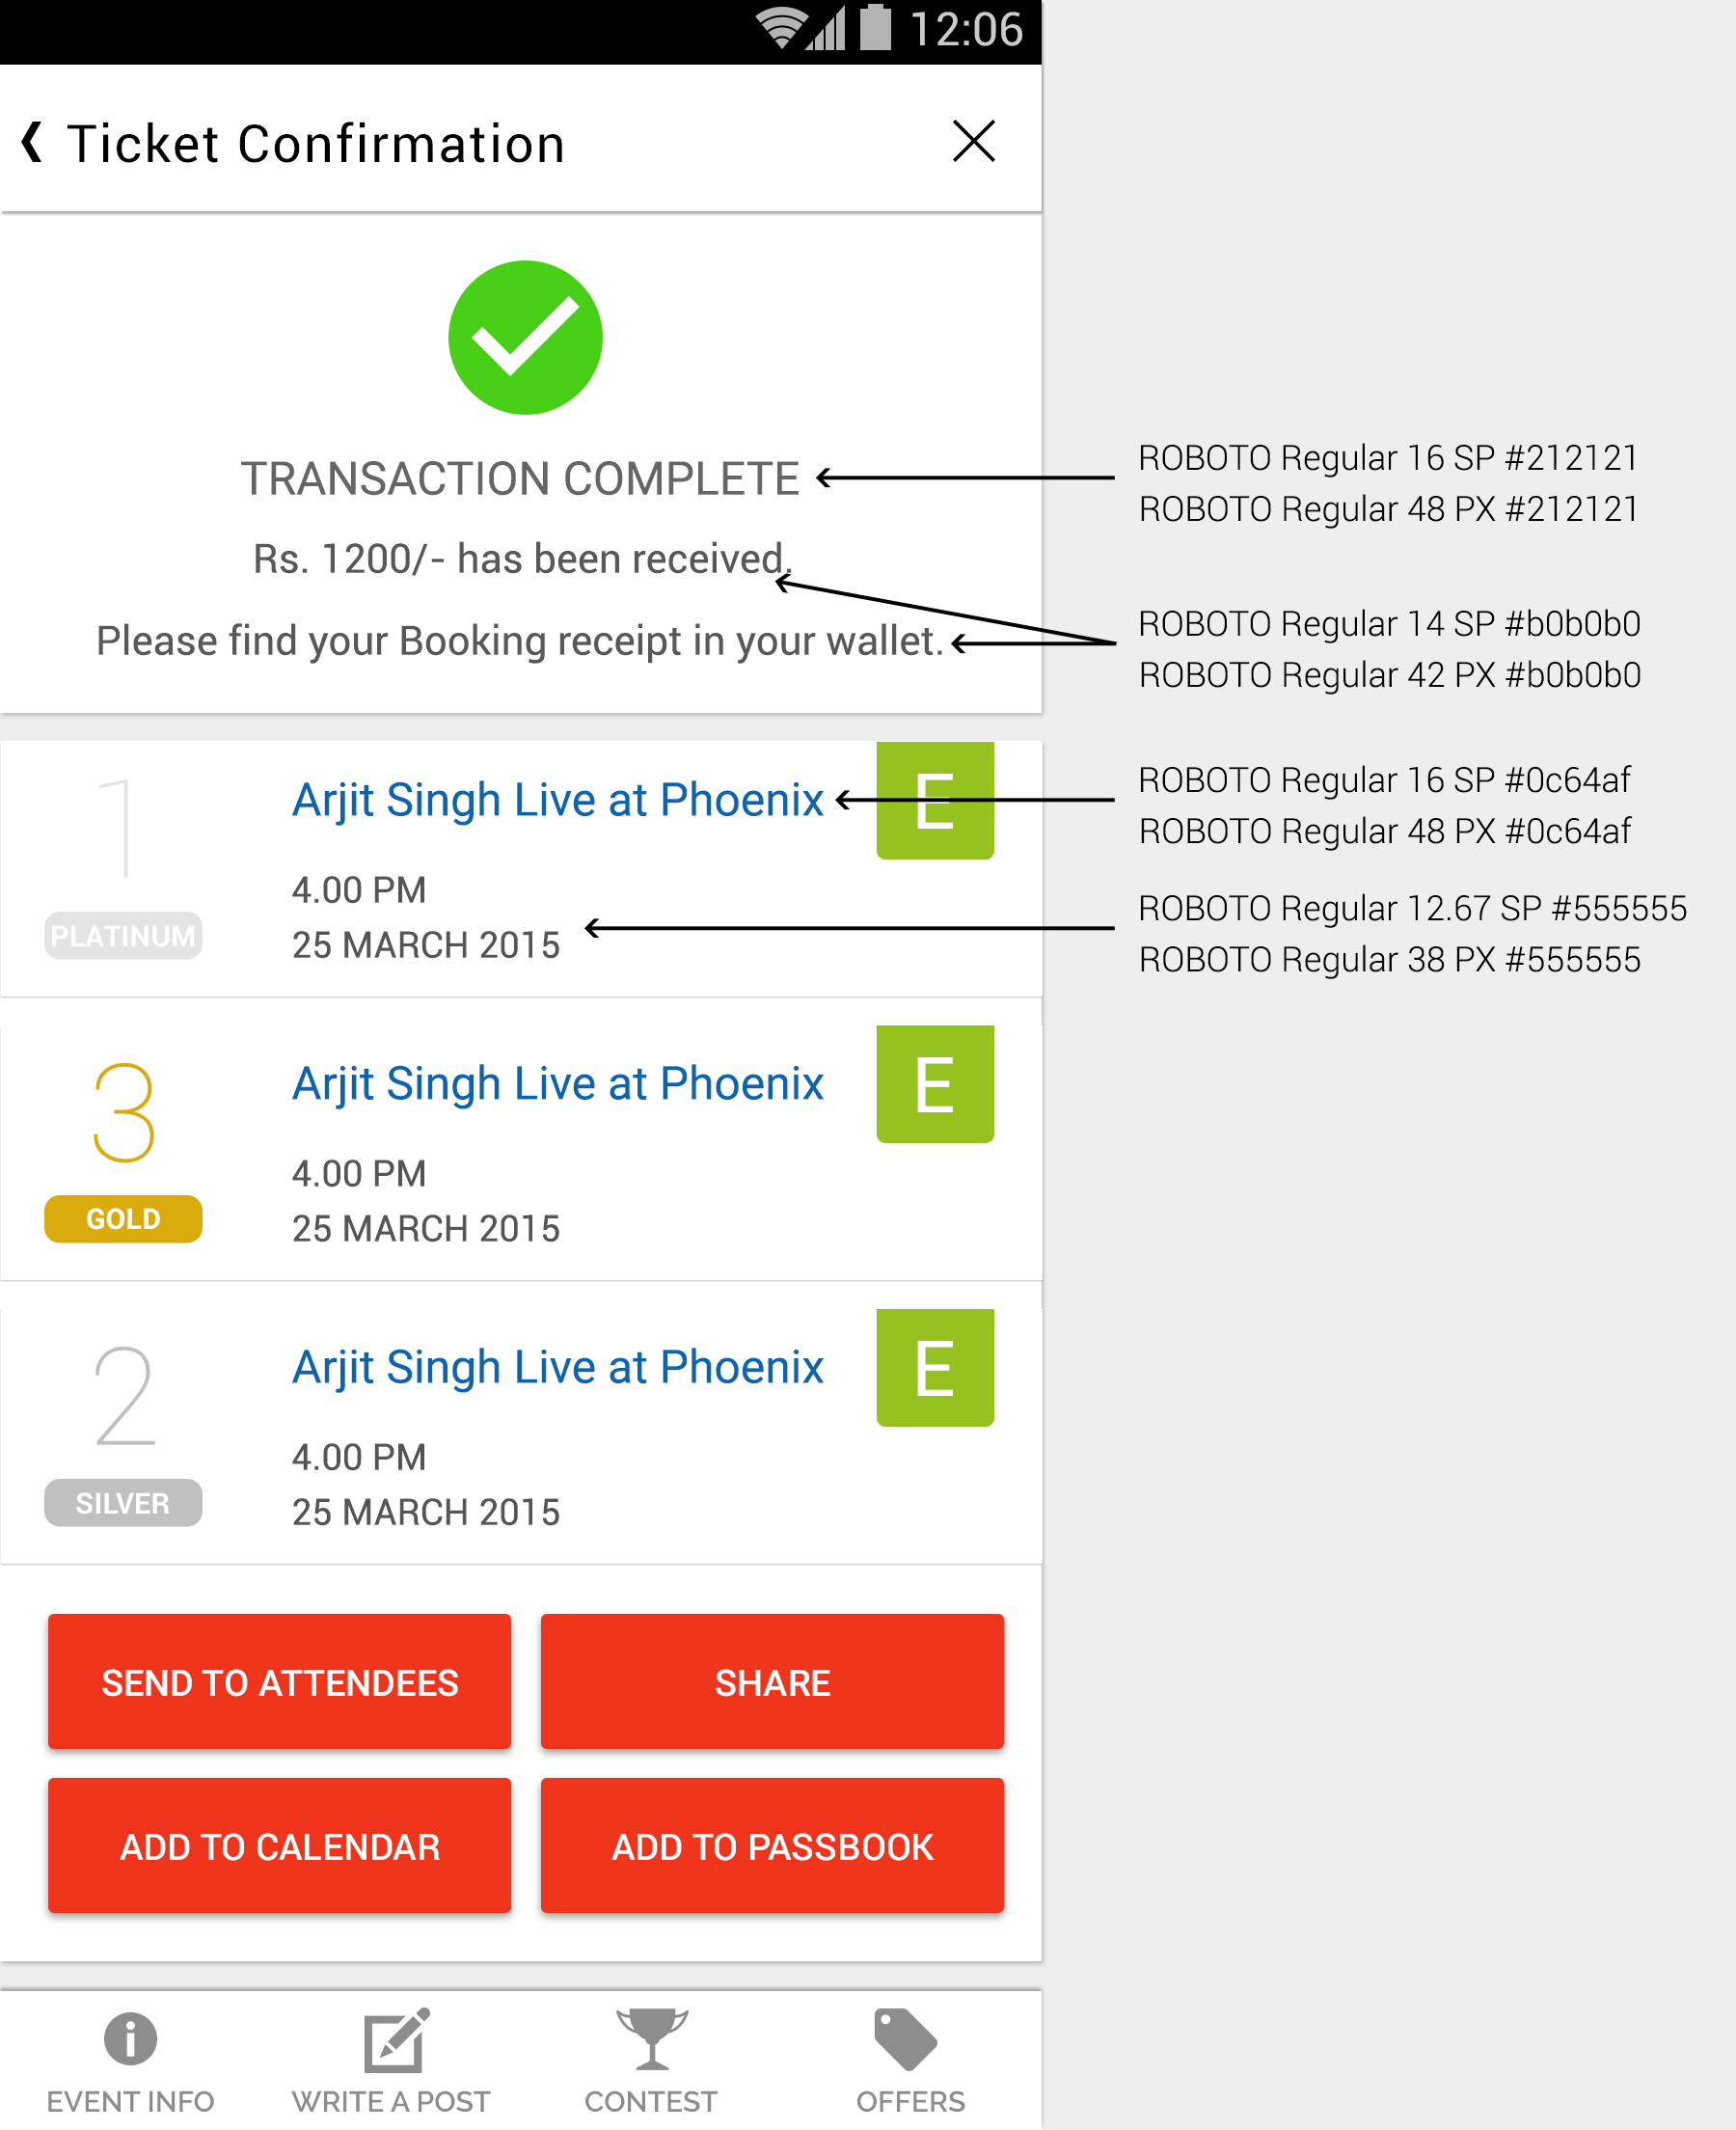 12:06
Ticket Confirmation
TRANSACTION COMPLETE
ROBOTO Regular 16 SP #212121
ROBOTO Regular 48 PX #212121
Rs. 1200/- has been received.
Please find your Booking receipt in your wallet.
ROBOTO Regular 14 SP #b0b0b0
ROBOTO Regular 42 PX #b0b0b0
1
PLATINUM
Arjit Singh Live at Phoenix
E
4.00 PM
25 MARCH 2015
ROBOTO Regular 16 SP #0c64af
ROBOTO Regular 48 PX #0c64af
ROBOTO Regular 12.67 SP #555555
ROBOTO Regular 38 PX #555555
3
GOLD
Arjit Singh Live at Phoenix
E
4.00 PM
25 MARCH 2015
2
SILVER
Arjit Singh Live at Phoenix
E
4.00 PM
25 MARCH 2015
SEND TO ATTENDEES
SHARE
ADD TO CALENDAR
ADD TO PASSBOOK
EVENT INFO
WRITE A POST
CONTEST
OFFERS